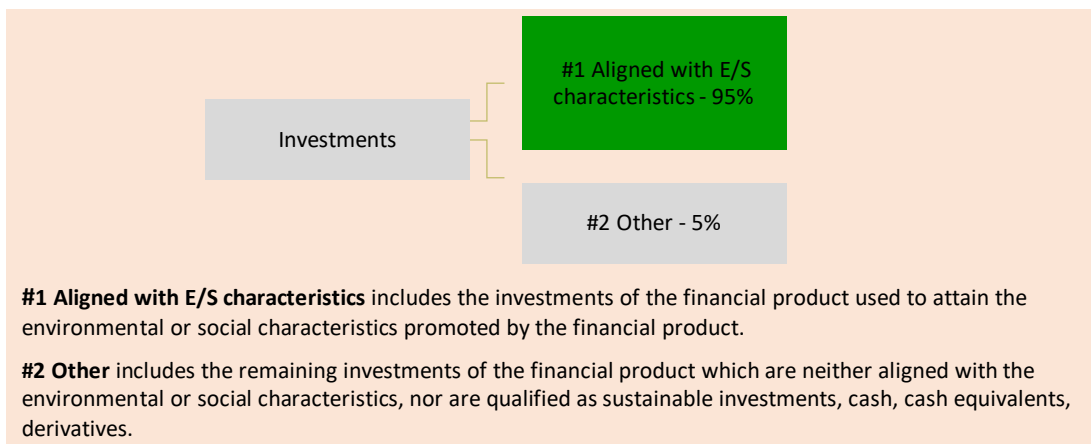 #1 Aligned with E/S
characteristics - 95%
Investments
#2 Other - 5%
#1 Aligned with E/S characteristics includes the investments of the financial product used to attain the
environmental or social characteristics promoted by the financial product.
#2 Other includes the remaining investments of the financial product which are neither aligned with the
environmental or social characteristics, nor are qualified as sustainable investments, cash, cash equivalents,
derivatives.